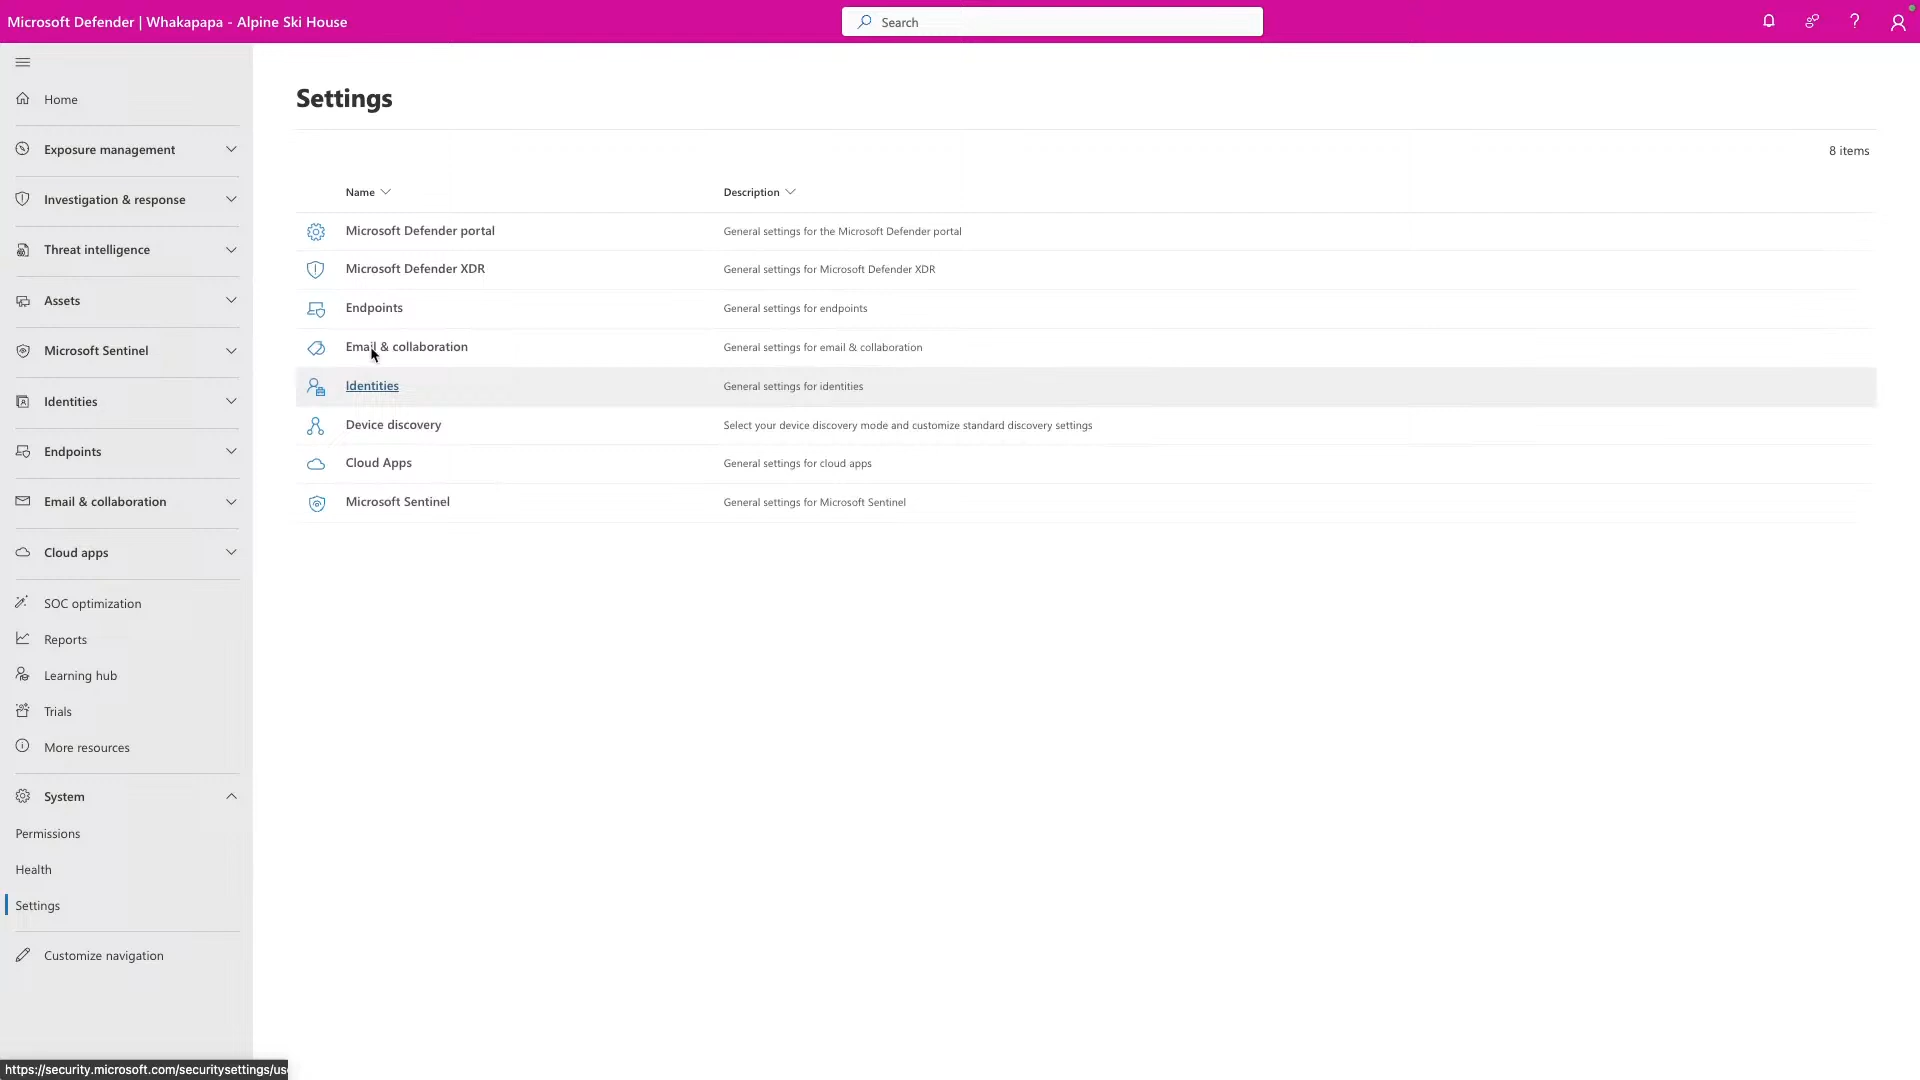 Microsoft Defender | Whakapapa - Alpine Ski House
Search
Home
Exposure management
Investigation & response
Threat intelligence
Assets
Microsoft Sentinel
Identities
Endpoints
Email & collaboration
Cloud apps
SOC optimization
Reports
Learning hub
Trials
More resources
System
Permissions
Health
Settings
Customize navigation
Settings
8 items
Name Description
Microsoft Defender portal General settings for the Microsoft Defender portal
Microsoft Defender XDR General settings for Microsoft Defender XDR
Endpoints General settings for endpoints
Email & collaboration General settings for email & collaboration
Identities General settings for identities
Device discovery Select your device discovery mode and customize standard discovery settings
Cloud Apps General settings for cloud apps
Microsoft Sentinel General settings for Microsoft Sentinel
https://security.microsoft.com/securitysettings/us